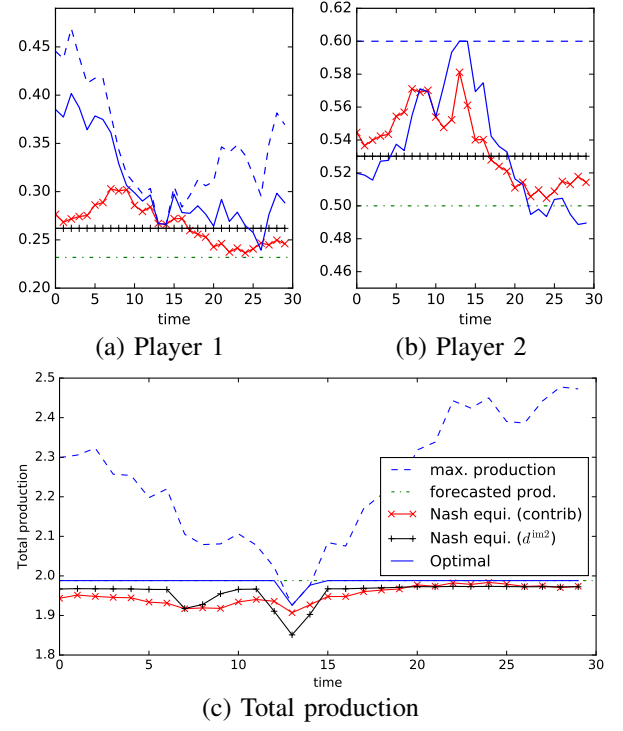 0.45
0.40
0.35
0.30
0.25
0.20
0 5 10 15 20 25 30
time
(a) Player 1
0.60
0.58
0.56
0.54
0.52
0.50
0.48
0.46
0 5 10 15 20 25 30
time
(b) Player 2
Total production
2.5
2.4
2.3
2.2
2.1
2.0
1.9
1.8
0 5 10 15 20 25 30
time
max. production
forecasted prod.
Nash equi. (contrib)
Nash equi. (d^im2)
Optimal
(c) Total production